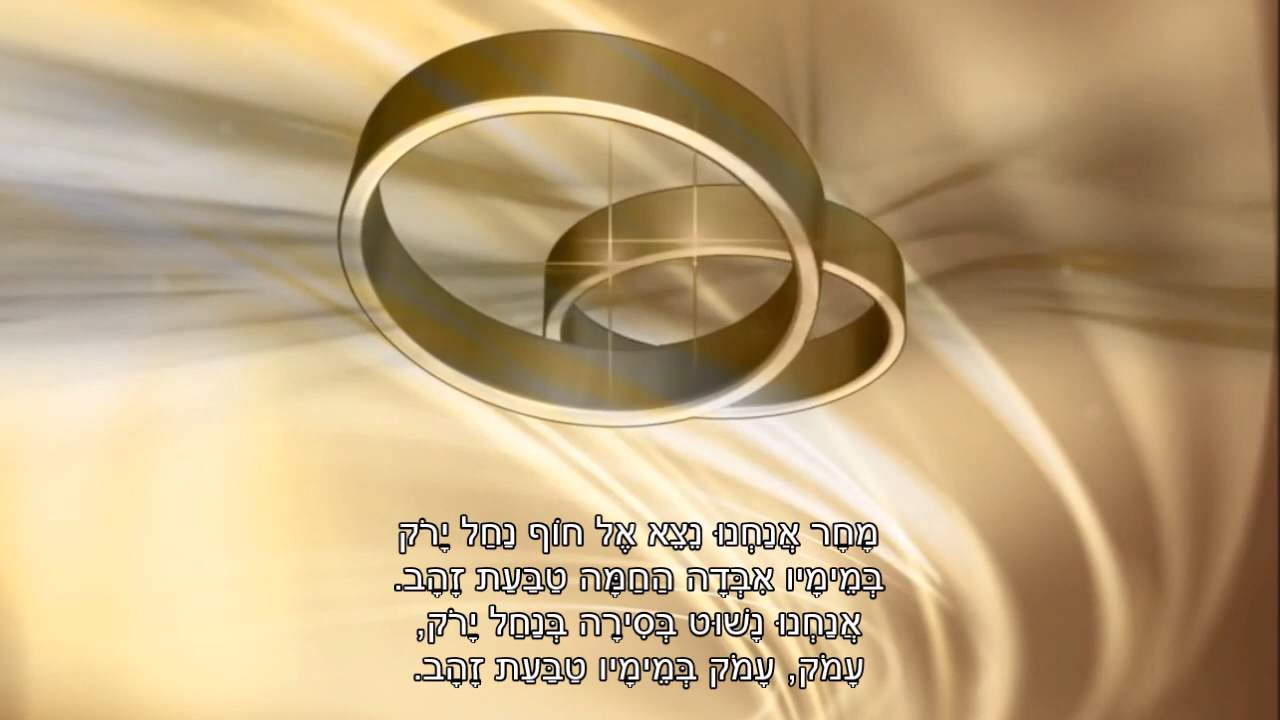 מָחָר אֲנַחְנוּ נֵצֵא אֶל חוֹף נַחַל יָרֹק
בְּמֵימָיו אִבְּדָה הַחַמָּה טַבַּעַת זָהָב.
אֲנַחְנוּ נָשׁוּט בְּסִירָה בְּנַחַל יָרֹק,
עָמֹק, עָמֹק בְּמֵימָיו טַבַּעַת זָהָב.